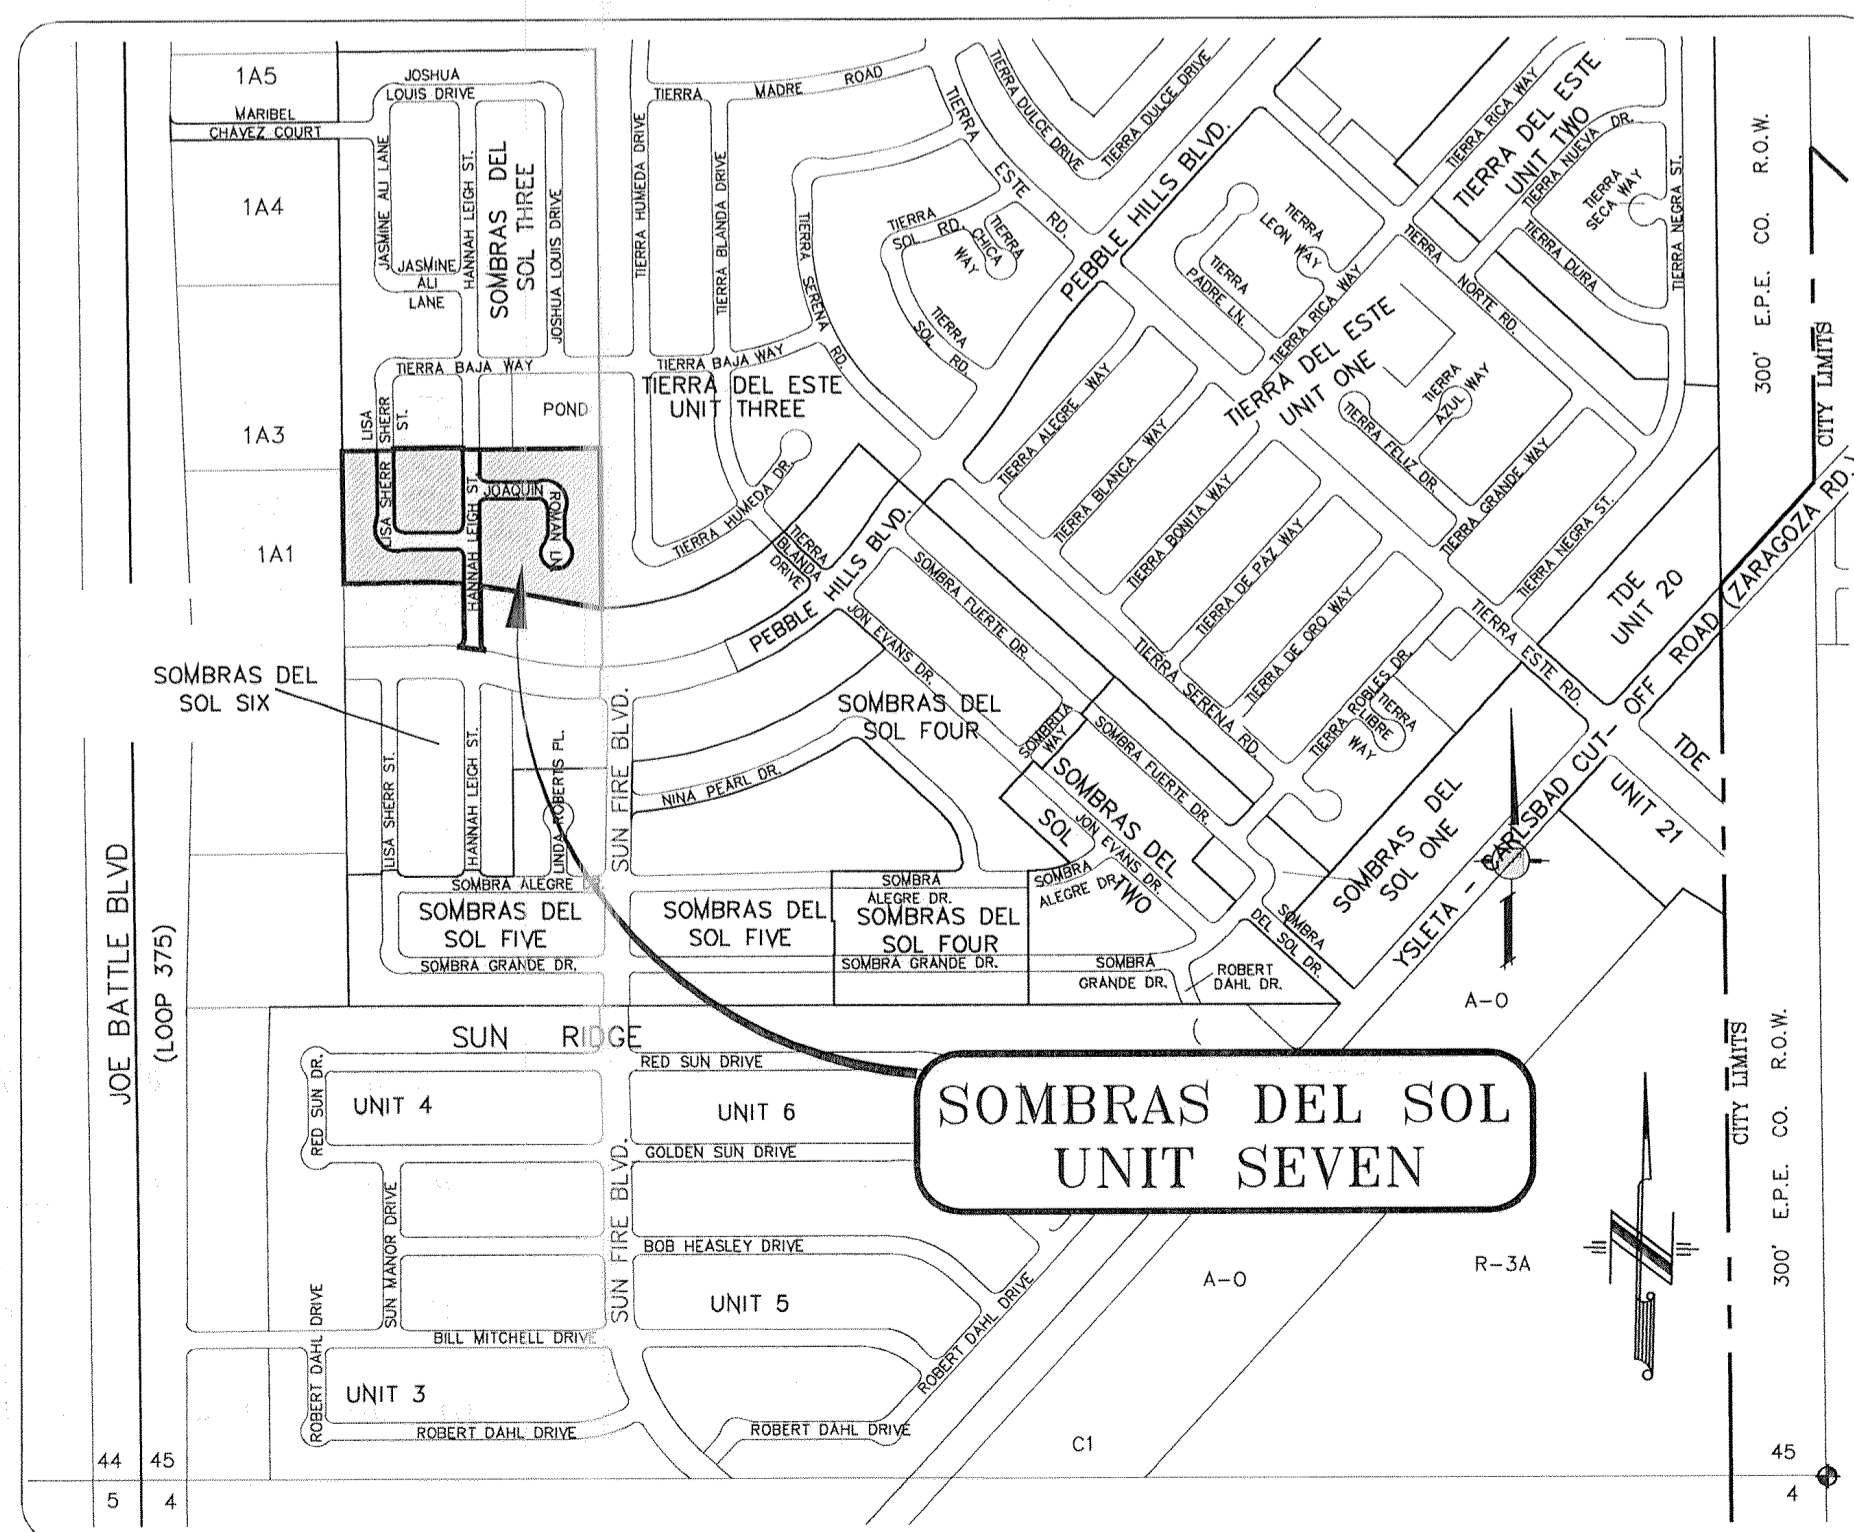 1A5
JOSHUA
LOUIS DRIVE
MARIBEL
CHAVEZ COURT
1A4
JASMINE ALI LANE
HANNAH LEIGH ST.
SOMBRAS DEL
SOL THREE
JOSHUA LOUIS DRIVE
JASMINE
ALI
LANE
TIERRA BAJA WAY
LISA
SHERR
ST.
POND
1A3
1A1
LISA SHERR
HANNAH LEIGH ST.
JOAQUIN
ROMAN LN
HANNAH LEIGH ST.
TIERRA
MADRE ROAD
TIERRA HUMEDA DRIVE
TIERRA BLANDA DRIVE
TIERRA SERENA RD.
TIERRA BAJA WAY
TIERRA DEL ESTE
UNIT THREE
TIERRA HUMEDA DR.
TIERRA
BLANDA
DRIVE
TIERRA ESTE RD.
TIERRA DULCE DRIVE
TIERRA DULCE DRIVE
TIERRA
SOL RD.
TIERRA
CHICA
WAY
TIERRA
SOL RD.
PEBBLE HILLS BLVD.
TIERRA
LEON WAY
TIERRA
PADRE LN.
TIERRA RICA WAY
TIERRA RICA WAY
TIERRA DEL ESTE
UNIT TWO
TIERRA NUEVA DR.
TIERRA
SECA WAY
TIERRA NEGRA ST.
TIERRA DURA
TIERRA
NORTE RD.
TIERRA DEL ESTE
UNIT ONE
TIERRA
AZUL WAY
TIERRA FELIZ DR.
TIERRA GRANDE WAY
TIERRA NEGRA ST.
TIERRA ALEGRE WAY
TIERRA BLANCA WAY
TIERRA BONITA WAY
TIERRA DE PAZ WAY
TIERRA DE ORO WAY
TIERRA ROBLES DR.
TIERRA
LIBRE
WAY
TIERRA SERENA RD.
TIERRA ESTE RD.
300' E.P.E. CO. R.O.W.
CITY LIMITS
TDE
UNIT 20
YSLETA - CARLSBAD CUT-OFF ROAD (ZARAGOZA RD.)
TDE
UNIT 21
PEBBLE HILLS BLVD.
PEBBLE HILLS BLVD.
SOMBRA FUERTE DR.
JON EVANS DR.
SOMBRAS DEL
SOL SIX
SOMBRAS DEL
SOL FOUR
SOMBRITA
WAY
SOMBRA FUERTE DR.
SOMBRAS DEL
SOL TWO
JON EVANS DR.
SOMBRAS DEL
SOL ONE
LISA SHERR ST.
HANNAH LEIGH ST.
LINDA ROBERTS PL.
SUN FIRE BLVD.
NINA PEARL DR.
SOMBRA ALEGRE DR.
SOMBRAS DEL
SOL FIVE
SOMBRAS DEL
SOL FIVE
SOMBRA
ALEGRE DR.
SOMBRAS DEL
SOL FOUR
SOMBRA
ALEGRE DR.
SOMBRA GRANDE DR.
SOMBRA GRANDE DR.
SOMBRA
GRANDE DR.
SOMBRA
DEL SOL DR.
ROBERT
DAHL DR.
A-O
JOE BATTLE BLVD
(LOOP 375)
SUN RIDGE
RED SUN DRIVE
RED SUN DR.
UNIT 4
UNIT 6
GOLDEN SUN DRIVE
SOMBRAS DEL SOL
UNIT SEVEN
SUN MANOR DRIVE
SUN FIRE BLVD.
BOB HEASLEY DRIVE
UNIT 5
BILL MITCHELL DRIVE
ROBERT DAHL DRIVE
UNIT 3
ROBERT DAHL DRIVE
ROBERT DAHL DRIVE
ROBERT DAHL DRIVE
A-O
R-3A
C1
CITY LIMITS
300' E.P.E. CO. R.O.W.
44 45
5 4
45
4